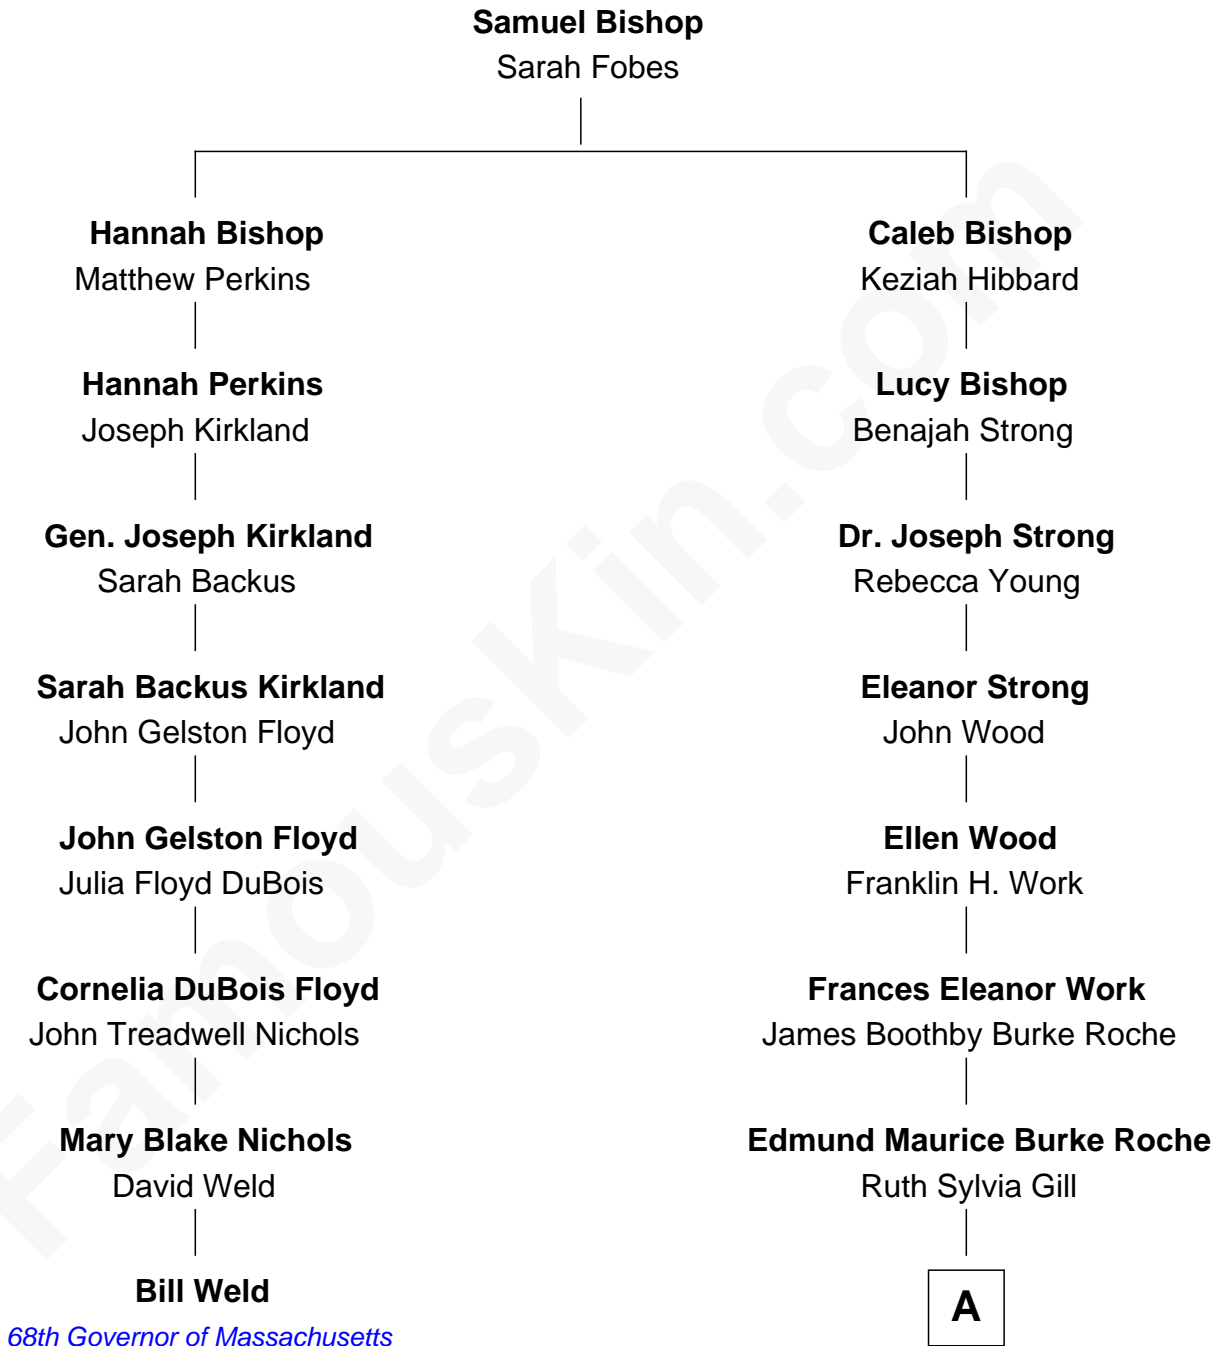 Samuel Bishop
Sarah Fobes
Hannah Bishop
Matthew Perkins
Caleb Bishop
Keziah Hibbard
Hannah Perkins
Joseph Kirkland
Lucy Bishop
Benajah Strong
Gen. Joseph Kirkland
Sarah Backus
Dr. Joseph Strong
Rebecca Young
Sarah Backus Kirkland
John Gelston Floyd
Eleanor Strong
John Wood
John Gelston Floyd
Julia Floyd DuBois
Ellen Wood
Franklin H. Work
Cornelia DuBois Floyd
John Treadwell Nichols
Frances Eleanor Work
James Boothby Burke Roche
Mary Blake Nichols
David Weld
Edmund Maurice Burke Roche
Ruth Sylvia Gill
Bill Weld
68th Governor of Massachusetts
A
FamousKin.com